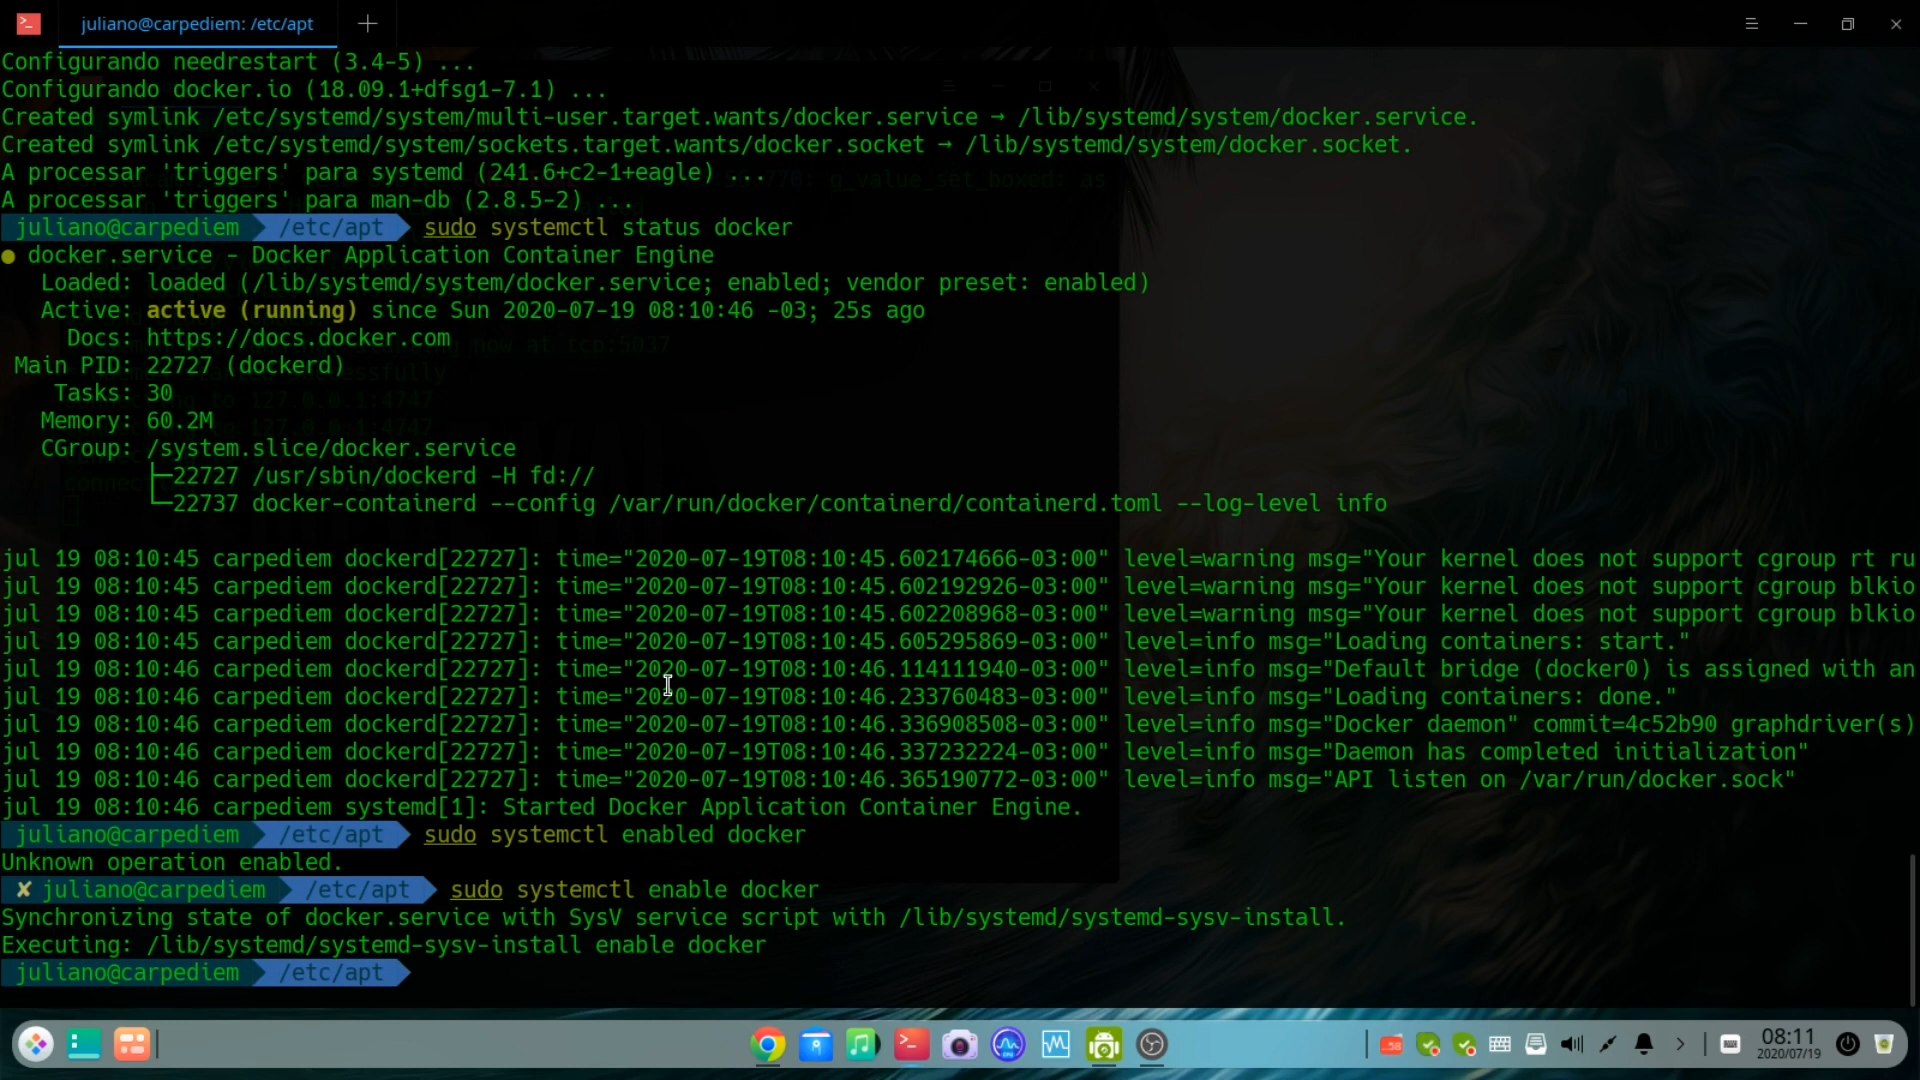 juliano@carpediem: /etc/apt
Configurando needrestart (3.4-5) ...
Configurando docker.io (18.09.1+dfsg1-7.1) ...
Created symlink /etc/systemd/system/multi-user.target.wants/docker.service → /lib/systemd/system/docker.service.
Created symlink /etc/systemd/system/sockets.target.wants/docker.socket → /lib/systemd/system/docker.socket.
A processar 'triggers' para systemd (241.6+c2-1+eagle) ...
A processar 'triggers' para man-db (2.8.5-2) ...
juliano@carpediem /etc/apt sudo systemctl status docker
● docker.service - Docker Application Container Engine
Loaded: loaded (/lib/systemd/system/docker.service; enabled; vendor preset: enabled)
Active: active (running) since Sun 2020-07-19 08:10:46 -03; 25s ago
Docs: https://docs.docker.com
Main PID: 22727 (dockerd)
Tasks: 30
Memory: 60.2M
CGroup: /system.slice/docker.service
├─22727 /usr/sbin/dockerd -H fd://
└─22737 docker-containerd --config /var/run/docker/containerd/containerd.toml --log-level info
jul 19 08:10:45 carpediem dockerd[22727]: time="2020-07-19T08:10:45.602174666-03:00" level=warning msg="Your kernel does not support cgroup rt ru
jul 19 08:10:45 carpediem dockerd[22727]: time="2020-07-19T08:10:45.602192926-03:00" level=warning msg="Your kernel does not support cgroup blkio
jul 19 08:10:45 carpediem dockerd[22727]: time="2020-07-19T08:10:45.602208968-03:00" level=warning msg="Your kernel does not support cgroup blkio
jul 19 08:10:45 carpediem dockerd[22727]: time="2020-07-19T08:10:45.605295869-03:00" level=info msg="Loading containers: start."
jul 19 08:10:46 carpediem dockerd[22727]: time="2020-07-19T08:10:46.114111940-03:00" level=info msg="Default bridge (docker0) is assigned with an
jul 19 08:10:46 carpediem dockerd[22727]: time="2020-07-19T08:10:46.233760483-03:00" level=info msg="Loading containers: done."
jul 19 08:10:46 carpediem dockerd[22727]: time="2020-07-19T08:10:46.336908508-03:00" level=info msg="Docker daemon" commit=4c52b90 graphdriver(s)
jul 19 08:10:46 carpediem dockerd[22727]: time="2020-07-19T08:10:46.337232224-03:00" level=info msg="Daemon has completed initialization"
jul 19 08:10:46 carpediem dockerd[22727]: time="2020-07-19T08:10:46.365190772-03:00" level=info msg="API listen on /var/run/docker.sock"
jul 19 08:10:46 carpediem systemd[1]: Started Docker Application Container Engine.
juliano@carpediem /etc/apt sudo systemctl enabled docker
Unknown operation enabled.
✘ juliano@carpediem /etc/apt sudo systemctl enable docker
Synchronizing state of docker.service with SysV service script with /lib/systemd/systemd-sysv-install.
Executing: /lib/systemd/systemd-sysv-install enable docker
juliano@carpediem /etc/apt
08:11
2020/07/19